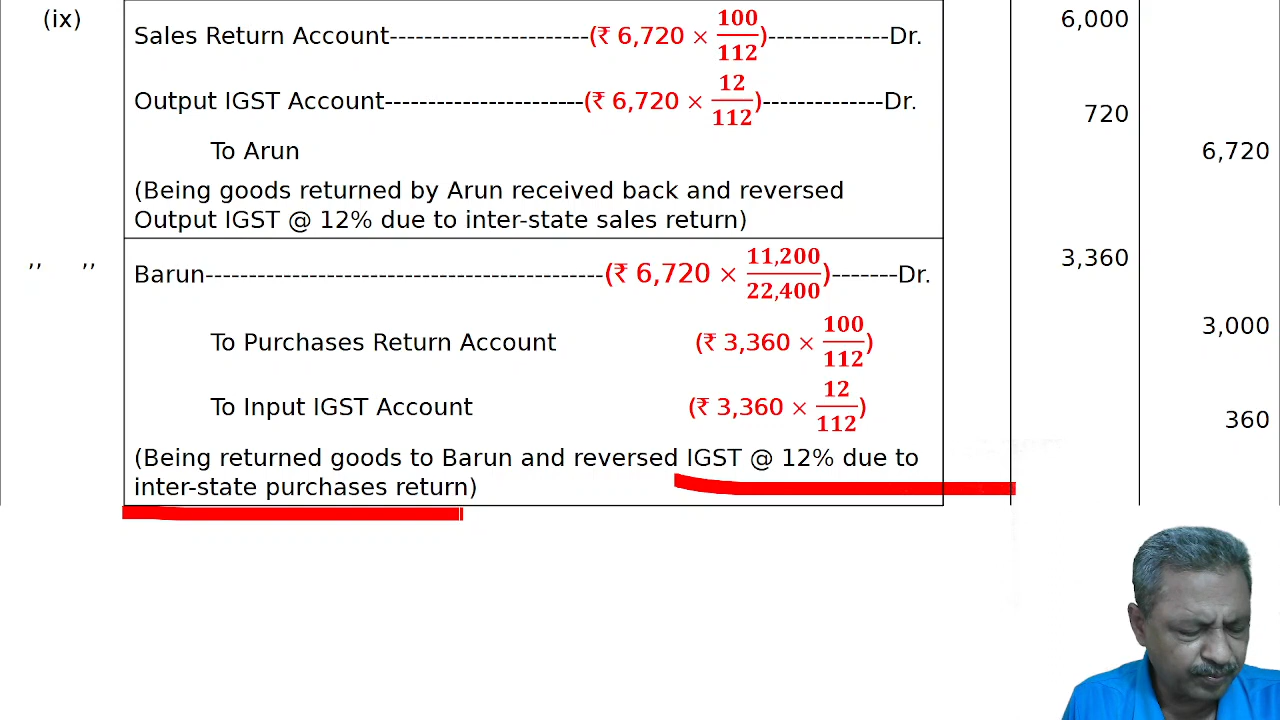 (ix)
Sales Return Account-----------------------(₹ 6,720 × 100/112)--------------Dr. 6,000
Output IGST Account-----------------------(₹ 6,720 × 12/112)--------------Dr. 720
To Arun 6,720
(Being goods returned by Arun received back and reversed
Output IGST @ 12% due to inter-state sales return)
,, ,, Barun----------------------------------------------(₹ 6,720 × 11,200/22,400)-------Dr. 3,360
To Purchases Return Account (₹ 3,360 × 100/112) 3,000
To Input IGST Account (₹ 3,360 × 12/112) 360
(Being returned goods to Barun and reversed IGST @ 12% due to
inter-state purchases return)